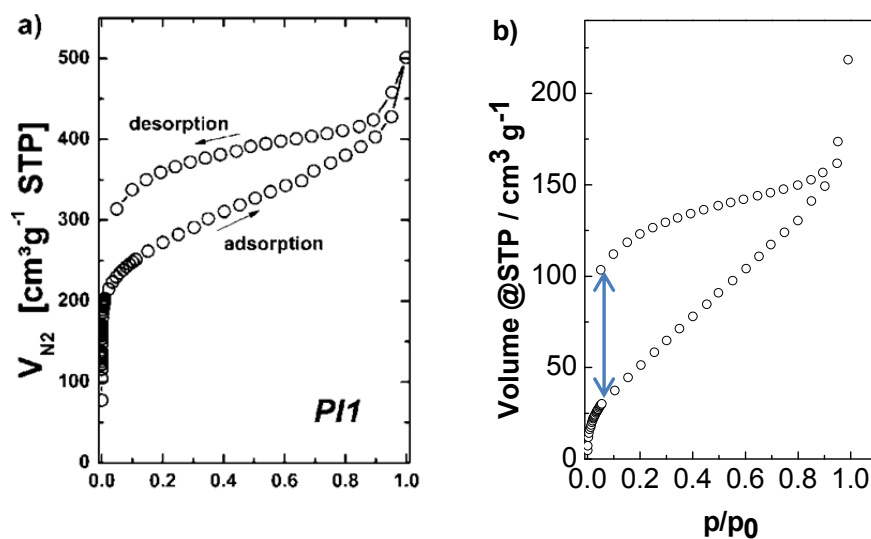 a)
500
400
300
200
100
0
V_N2 [cm³g⁻¹ STP]
desorption
adsorption
PI1
0.0 0.2 0.4 0.6 0.8 1.0
b)
200
150
100
50
0
Volume @STP / cm³ g⁻¹
0.0 0.2 0.4 0.6 0.8 1.0
p/p₀